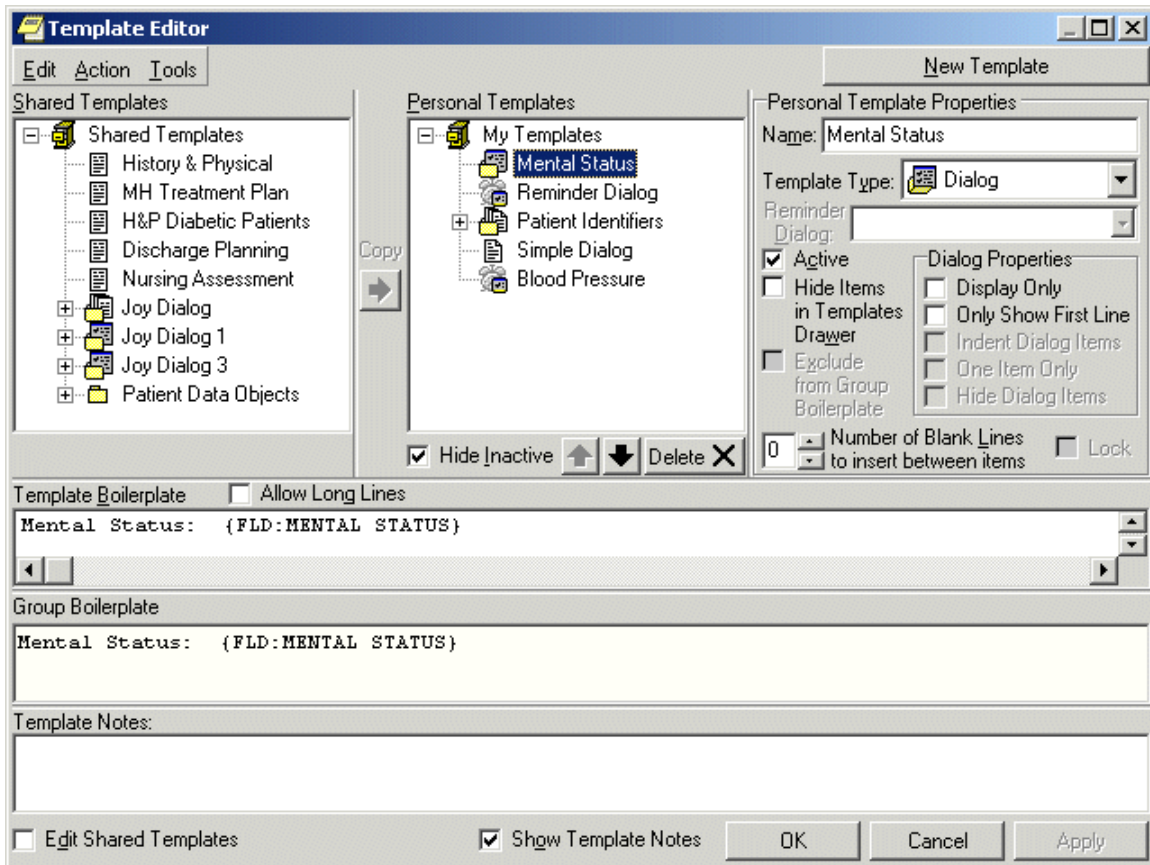 Template Editor
Edit Action Tools
New Template
Shared Templates
Shared Templates
History & Physical
MH Treatment Plan
H&P Diabetic Patients
Discharge Planning
Nursing Assessment
Joy Dialog
Joy Dialog 1
Joy Dialog 3
Patient Data Objects
Copy
Personal Templates
My Templates
Mental Status
Reminder Dialog
Patient Identifiers
Simple Dialog
Blood Pressure
Hide Inactive
Delete
Personal Template Properties
Name: Mental Status
Template Type: Dialog
Reminder
Dialog:
Active
Hide Items
in Templates
Drawer
Exclude
from Group
Boilerplate
Dialog Properties
Display Only
Only Show First Line
Indent Dialog Items
One Item Only
Hide Dialog Items
0 Number of Blank Lines
to insert between items
Lock
Template Boilerplate Allow Long Lines
Mental Status: {FLD:MENTAL STATUS}
Group Boilerplate
Mental Status: {FLD:MENTAL STATUS}
Template Notes:
Edit Shared Templates Show Template Notes OK Cancel Apply